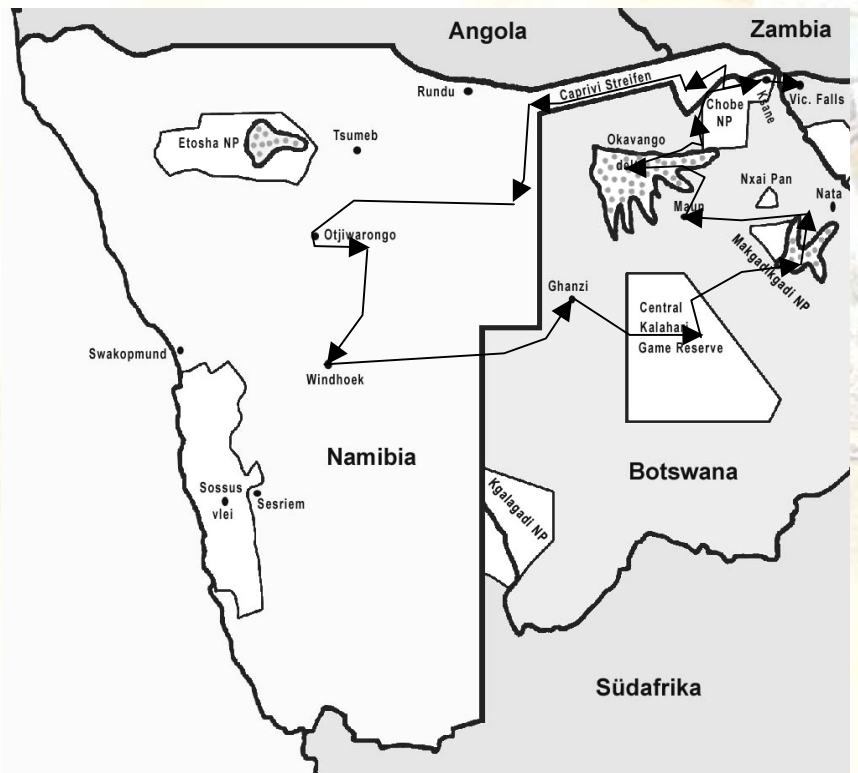 Angola
Zambia
Rundu
Caprivi Streifen
Ksane
Vic. Falls
Chobe
NP
Etosha NP
Tsumeb
Okavango
delta
Nxai Pan
Nata
Maun
Otjiwarongo
Makgadikgadi NP
Ghanzi
Central
Kalahari
Game Reserve
Swakopmund
Windhoek
Namibia
Botswana
Sossus
vlei
Sesriem
Kgalagadi NP
Südafrika